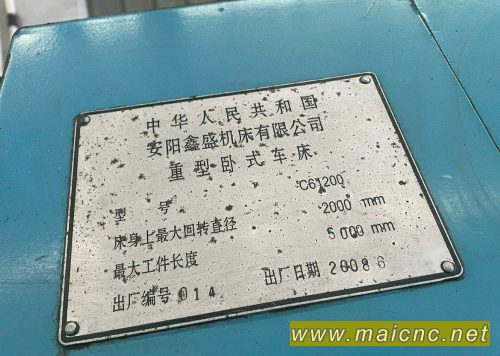 中华人民共和国
安阳鑫盛机床有限公司
重型卧式车床
型号 C61200
床身上最大回转直径 2000 mm
最大工件长度 5000 mm
出厂编号 014 出厂日期 2008 6
www.maicnc.net